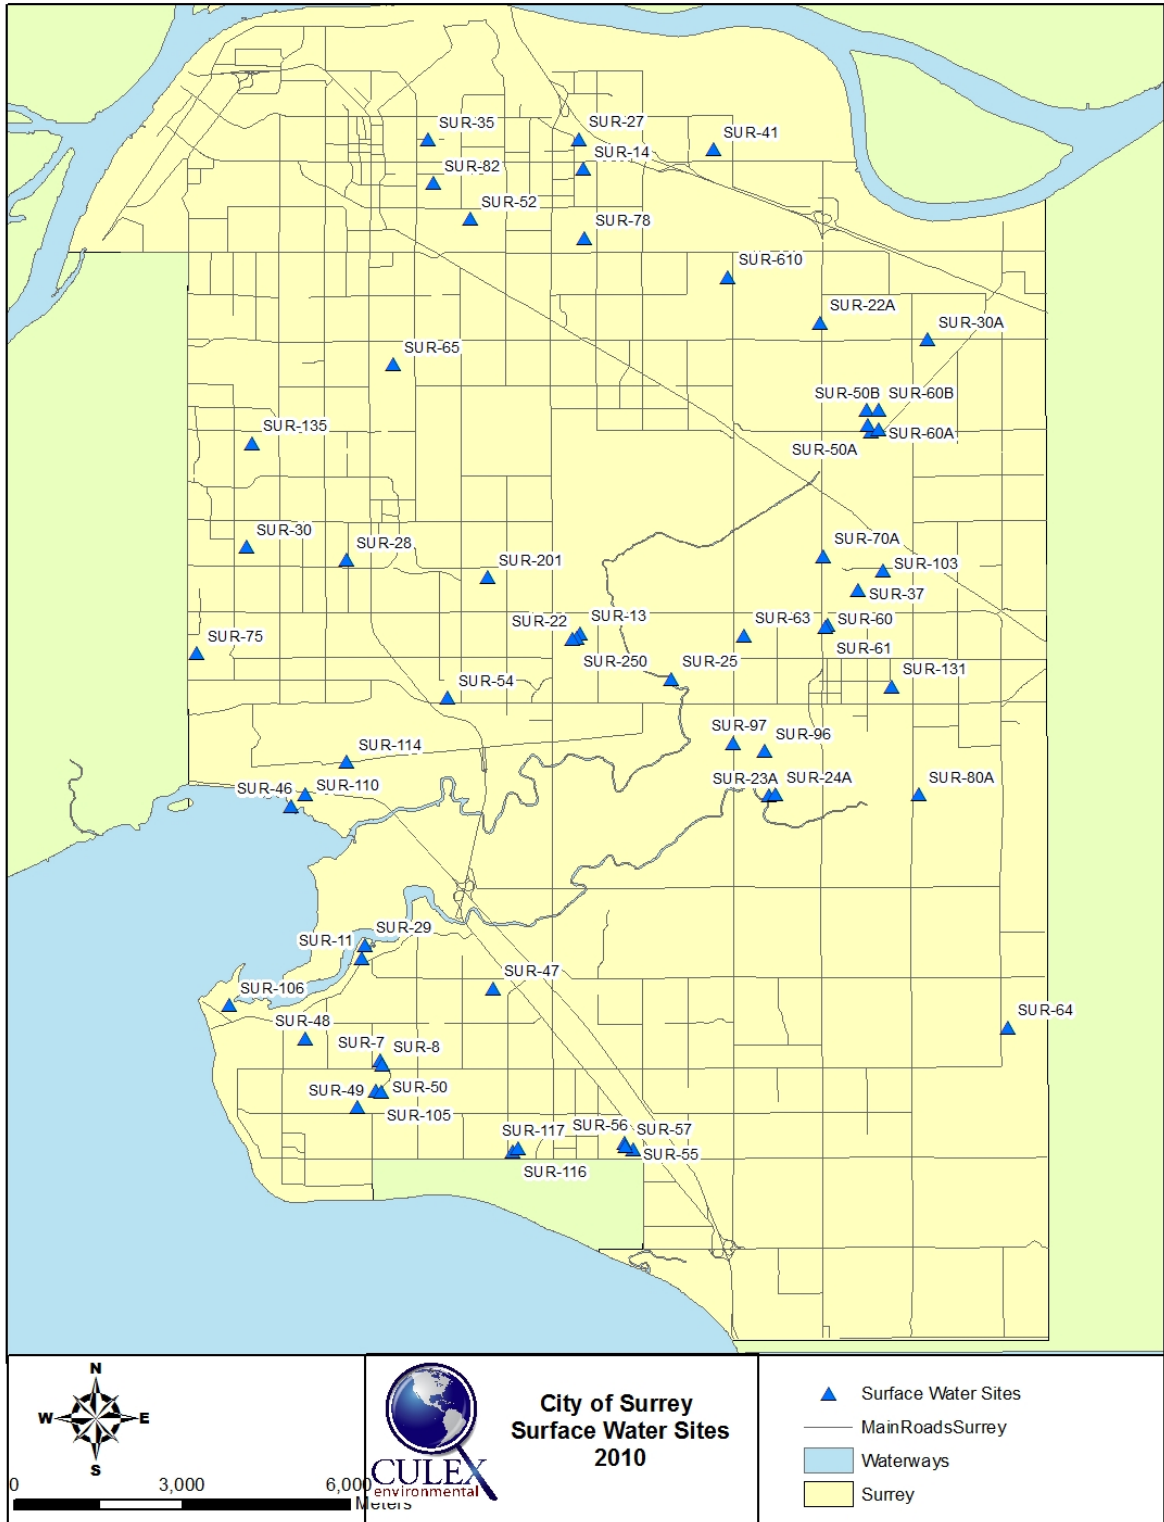 SUR-35
SUR-27
SUR-41
SUR-14
SUR-82
SUR-52
SUR-78
SUR-610
SUR-22A
SUR-30A
SUR-65
SUR-50B
SUR-60B
SUR-135
SUR-60A
SUR-50A
SUR-30
SUR-28
SUR-70A
SUR-201
SUR-103
SUR-37
SUR-13
SUR-22
SUR-63
SUR-60
SUR-75
SUR-250
SUR-25
SUR-61
SUR-131
SUR-54
SUR-97
SUR-96
SUR-114
SUR-23A
SUR-24A
SUR-80A
SUR-46
SUR-110
SUR-29
SUR-11
SUR-47
SUR-106
SUR-64
SUR-48
SUR-7
SUR-8
SUR-49
SUR-50
SUR-105
SUR-56
SUR-57
SUR-117
SUR-55
SUR-116
N
W
E
S
0
3,000
6,000
Meters
CULEX
environmental
City of Surrey
Surface Water Sites
2010
Surface Water Sites
MainRoadsSurrey
Waterways
Surrey